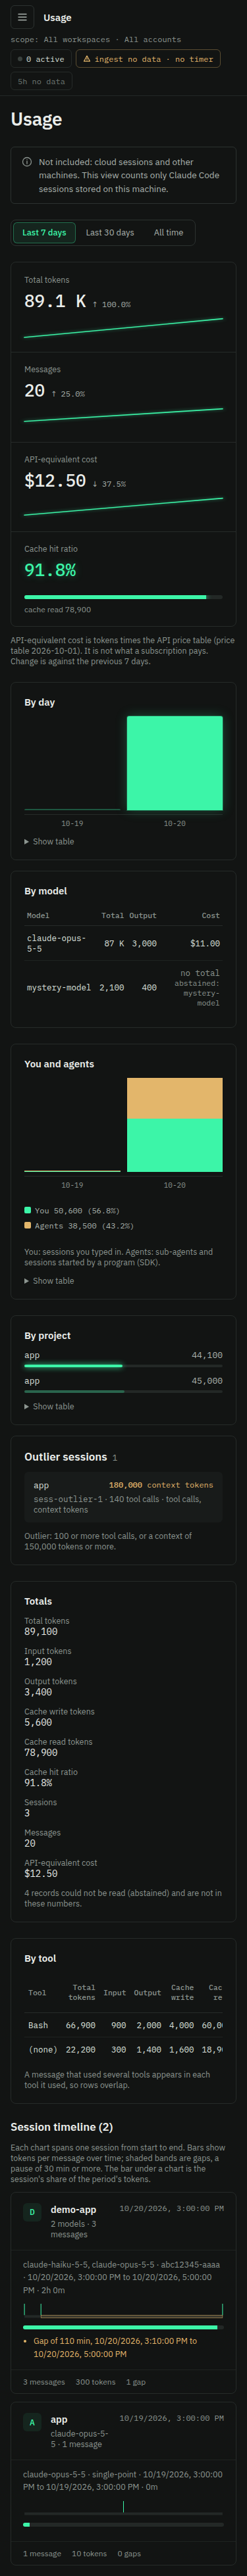 Usage
scope: All workspaces · All accounts
0 active
⚠ ingest no data · no timer
5h no data
Usage
Not included: cloud sessions and other
machines. This view counts only Claude Code
sessions stored on this machine.
Last 7 days
Last 30 days
All time
Total tokens
89.1 K ↑ 100.0%
Messages
20 ↑ 25.0%
API-equivalent cost
$12.50 ↓ 37.5%
Cache hit ratio
91.8%
cache read 78,900
API-equivalent cost is tokens times the API price table (price
table 2026-10-01). It is not what a subscription pays.
Change is against the previous 7 days.
By day
10-19 10-20
▶ Show table
By model
Model Total Output Cost
claude-opus-
5-5 87 K 3,000 $11.00
mystery-model 2,100 400 no total
abstained:
mystery-
model
You and agents
10-19 10-20
You 50,600 (56.8%)
Agents 38,500 (43.2%)
You: sessions you typed in. Agents: sub-agents and
sessions started by a program (SDK).
▶ Show table
By project
app 44,100
app 45,000
▶ Show table
Outlier sessions 1
app 180,000 context tokens
sess-outlier-1 · 140 tool calls · tool calls,
context tokens
Outlier: 100 or more tool calls, or a context of
150,000 tokens or more.
Totals
Total tokens
89,100
Input tokens
1,200
Output tokens
3,400
Cache write tokens
5,600
Cache read tokens
78,900
Cache hit ratio
91.8%
Sessions
3
Messages
20
API-equivalent cost
$12.50
4 records could not be read (abstained) and are not in
these numbers.
By tool
Tool Total tokens Input Output Cache write Cac re
Bash 66,900 900 2,000 4,000 60,0
(none) 22,200 300 1,400 1,600 18,9
A message that used several tools appears in each
tool it used, so rows overlap.
Session timeline (2)
Each chart spans one session from start to end. Bars show
tokens per message over time; shaded bands are gaps, a
pause of 30 min or more. The bar under a chart is the
session's share of the period's tokens.
D
demo-app 10/20/2026, 3:00:00 PM
2 models · 3
messages
claude-haiku-5-5, claude-opus-5-5 · abc12345-aaaa
· 10/20/2026, 3:00:00 PM to 10/20/2026, 5:00:00
PM · 2h 0m
• Gap of 110 min, 10/20/2026, 3:10:00 PM to
10/20/2026, 5:00:00 PM
3 messages 300 tokens 1 gap
A
app 10/19/2026, 3:00:00 PM
claude-opus-5-
5 · 1 message
claude-opus-5-5 · single-point · 10/19/2026, 3:00:00
PM to 10/19/2026, 3:00:00 PM · 0m
1 message 10 tokens 0 gaps